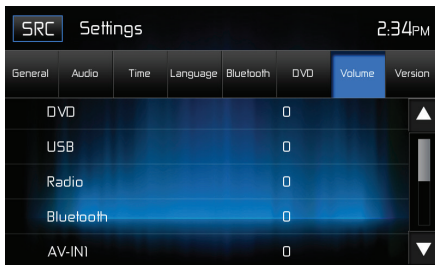 SRC Settings 2:34PM
General Audio Time Language Bluetooth DVD Volume Version
DVD 0
USB 0
Radio 0
Bluetooth 0
AV-IN1 0